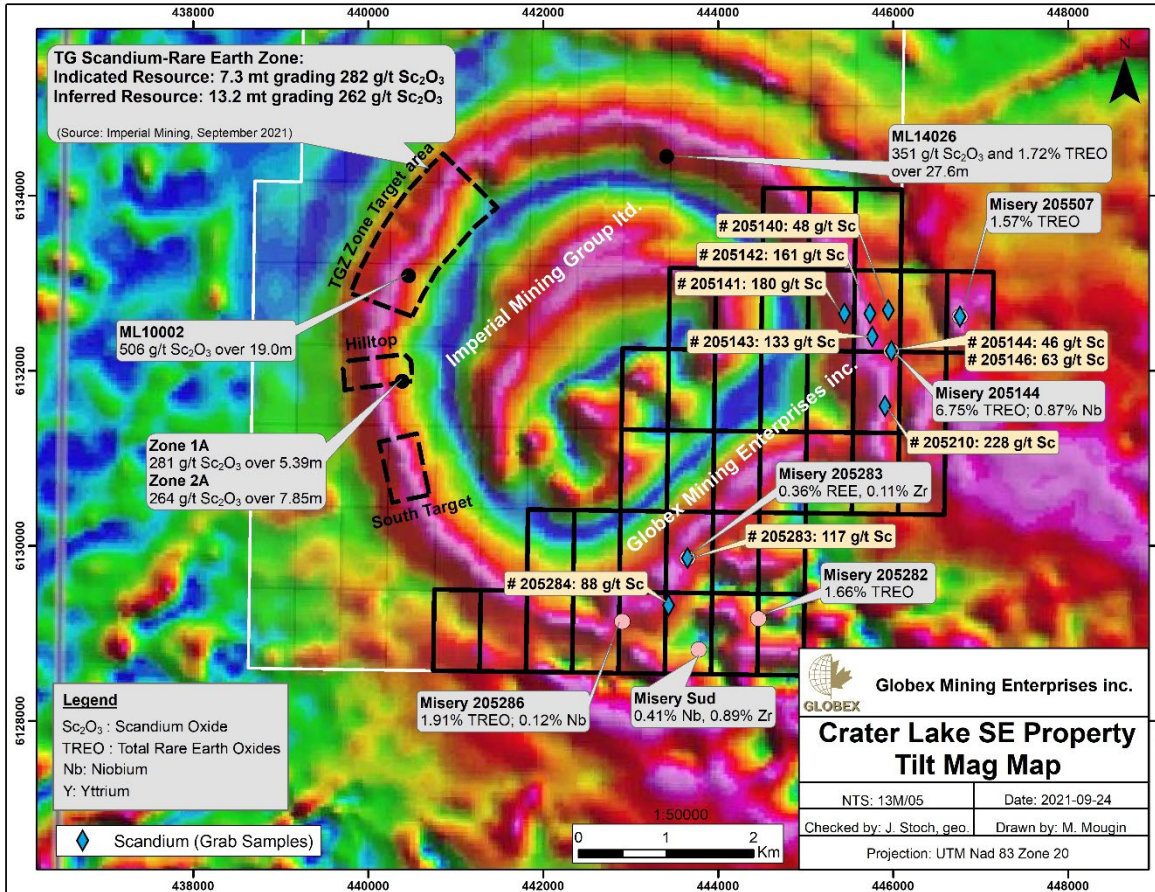 438000 440000 442000 444000 446000 448000
N
TG Scandium-Rare Earth Zone:
Indicated Resource: 7.3 mt grading 282 g/t Sc₂O₃
Inferred Resource: 13.2 mt grading 262 g/t Sc₂O₃
(Source: Imperial Mining, September 2021)
ML14026
351 g/t Sc₂O₃ and 1.72% TREO
over 27.6m
6134000
6134000
TGZ Zone Target area
Misery 205507
1.57% TREO
# 205140: 48 g/t Sc
# 205142: 161 g/t Sc
# 205141: 180 g/t Sc
Imperial Mining Group ltd.
ML10002
506 g/t Sc₂O₃ over 19.0m
# 205143: 133 g/t Sc
# 205144: 46 g/t Sc
# 205146: 63 g/t Sc
Hilltop
6132000
6132000
Misery 205144
6.75% TREO; 0.87% Nb
# 205210: 228 g/t Sc
Zone 1A
281 g/t Sc₂O₃ over 5.39m
Zone 2A
264 g/t Sc₂O₃ over 7.85m
South Target
Globex Mining Enterprises inc.
Misery 205283
0.36% REE, 0.11% Zr
# 205283: 117 g/t Sc
6130000
6130000
# 205284: 88 g/t Sc
Misery 205282
1.66% TREO
Misery 205286
1.91% TREO; 0.12% Nb
Misery Sud
0.41% Nb, 0.89% Zr
6128000
Legend
Sc₂O₃ : Scandium Oxide
TREO : Total Rare Earth Oxides
Nb: Niobium
Y: Yttrium
Scandium (Grab Samples)
1:50000
0 1 2
Km
GLOBEX
Globex Mining Enterprises inc.
Crater Lake SE Property
Tilt Mag Map
NTS: 13M/05
Date: 2021-09-24
Checked by: J. Stoch, geo.
Drawn by: M. Mougin
Projection: UTM Nad 83 Zone 20
438000 440000 442000 444000 446000 448000